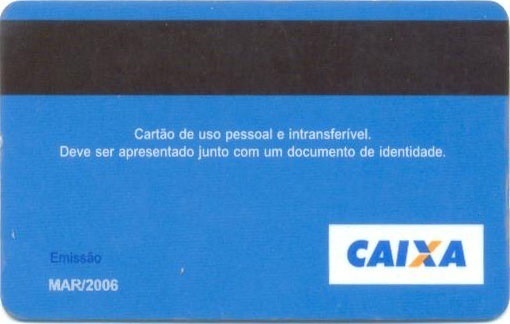 Cartão de uso pessoal e intransferível.
Deve ser apresentado junto com um documento de identidade.
CAIXA
Emissão
MAR/2006